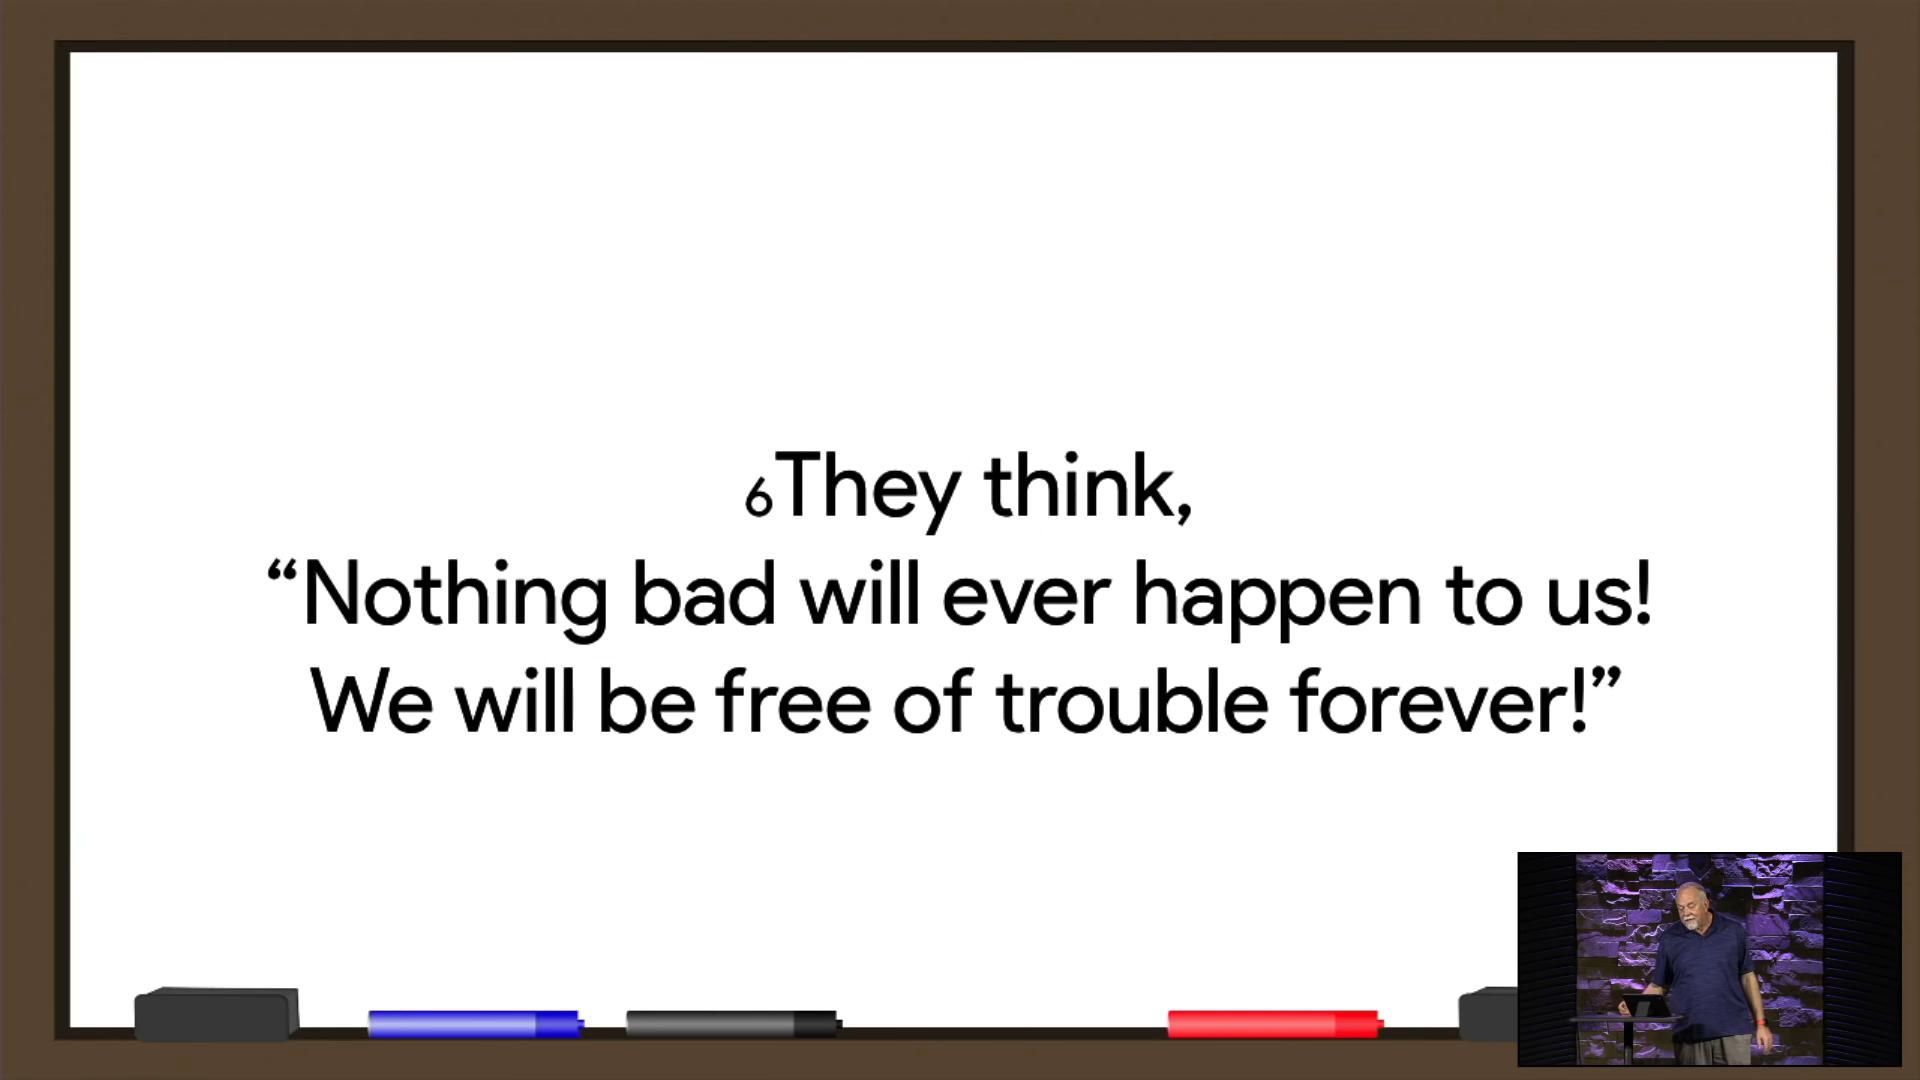 6They think,
“Nothing bad will ever happen to us!
We will be free of trouble forever!”